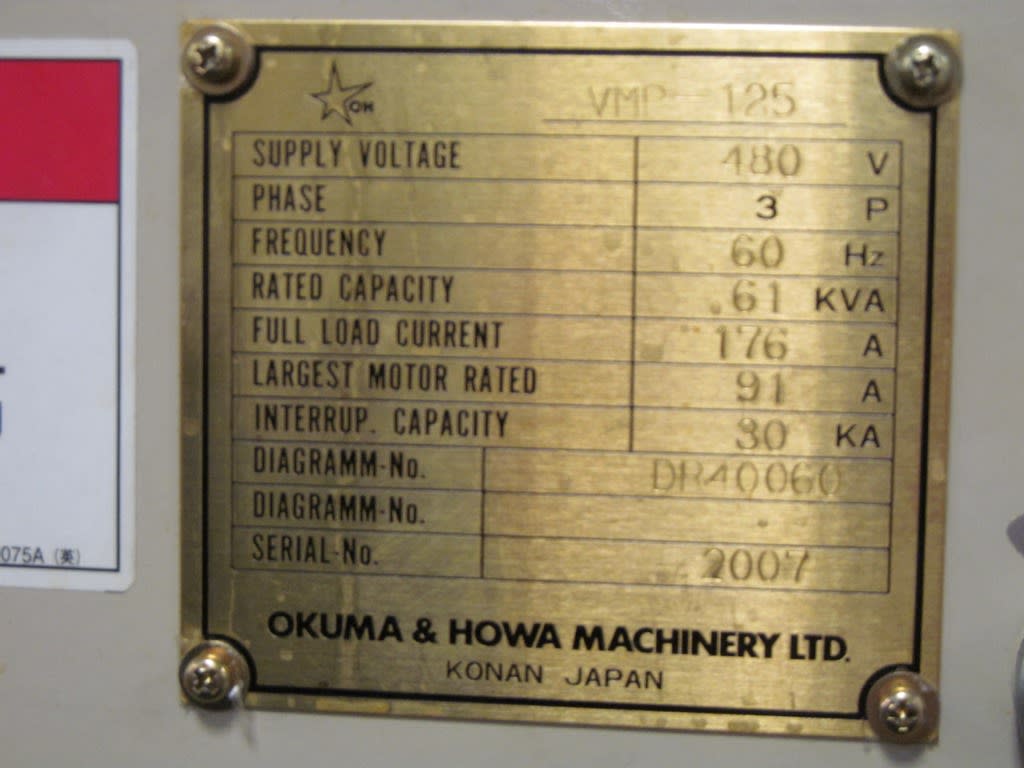 OH
VMP-125
SUPPLY VOLTAGE 480 V
PHASE 3 P
FREQUENCY 60 Hz
RATED CAPACITY 61 KVA
FULL LOAD CURRENT 176 A
LARGEST MOTOR RATED 91 A
INTERRUP. CAPACITY 30 KA
DIAGRAMM-No. DR40060
DIAGRAMM-No.
SERIAL-No. 2007
OKUMA & HOWA MACHINERY LTD.
KONAN JAPAN
075A (英)